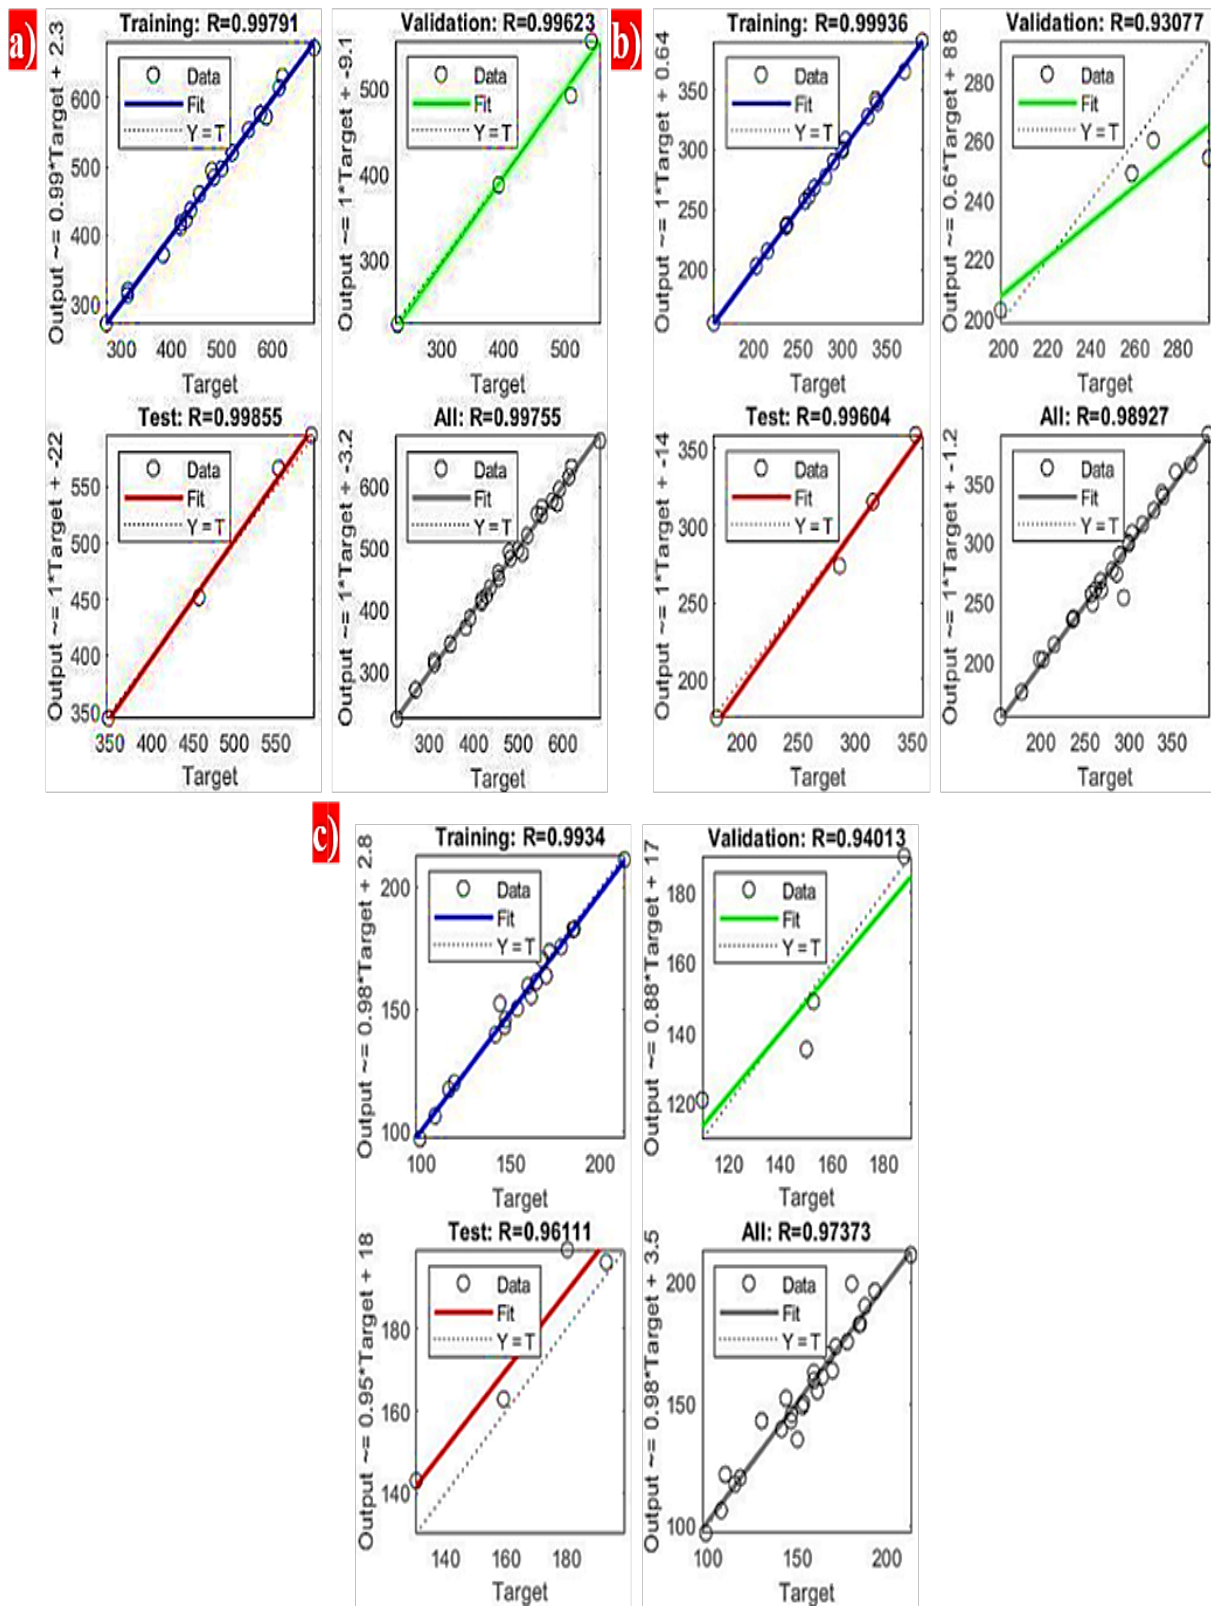 a)
Training: R=0.99791
Output ~= 0.99*Target + 2.3
Data
Fit
Y = T
600
500
400
300
300 400 500 600
Target
Validation: R=0.99623
Output ~= 1*Target + -9.1
Data
Fit
Y = T
500
400
300
300 400 500
Target
Test: R=0.99855
Output ~= 1*Target + -22
Data
Fit
Y = T
550
500
450
400
350
350 400 450 500 550
Target
All: R=0.99755
Output ~= 1*Target + -3.2
Data
Fit
Y = T
600
500
400
300
300 400 500 600
Target
b)
Training: R=0.99936
Output ~= 1*Target + 0.64
Data
Fit
Y = T
350
300
250
200
200 250 300 350
Target
Validation: R=0.93077
Output ~= 0.6*Target + 88
Data
Fit
Y = T
280
260
240
220
200
200 220 240 260 280
Target
Test: R=0.99604
Output ~= 1*Target + -14
Data
Fit
Y = T
350
300
250
200
200 250 300 350
Target
All: R=0.98927
Output ~= 1*Target + -1.2
Data
Fit
Y = T
350
300
250
200
200 250 300 350
Target
c)
Training: R=0.9934
Output ~= 0.98*Target + 2.8
Data
Fit
Y = T
200
150
100
100 150 200
Target
Validation: R=0.94013
Output ~= 0.88*Target + 17
Data
Fit
Y = T
180
160
140
120
120 140 160 180
Target
Test: R=0.96111
Output ~= 0.95*Target + 18
Data
Fit
Y = T
180
160
140
140 160 180
Target
All: R=0.97373
Output ~= 0.98*Target + 3.5
Data
Fit
Y = T
200
150
100
100 150 200
Target